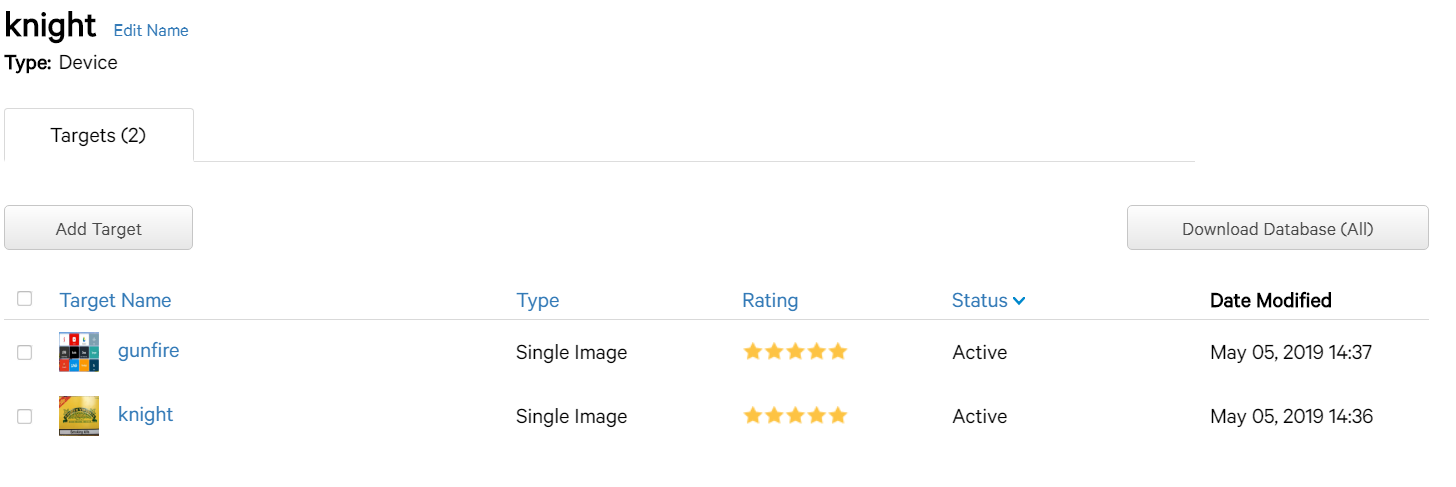 knight Edit Name
Type: Device
Targets (2)
Add Target Download Database (All)
Target Name Type Rating Status Date Modified
gunfire Single Image Active May 05, 2019 14:37
knight Single Image Active May 05, 2019 14:36